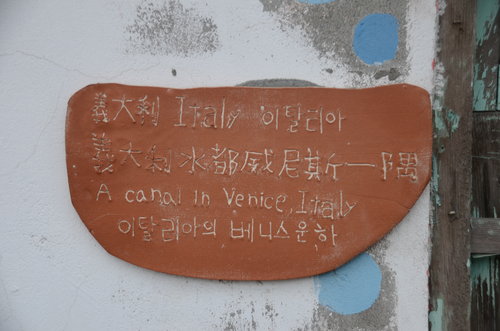 義大利 Italy 이탈리아
義大利水都威尼斯一隅
A canal in Venice, Italy
이탈리아의 베니스운하